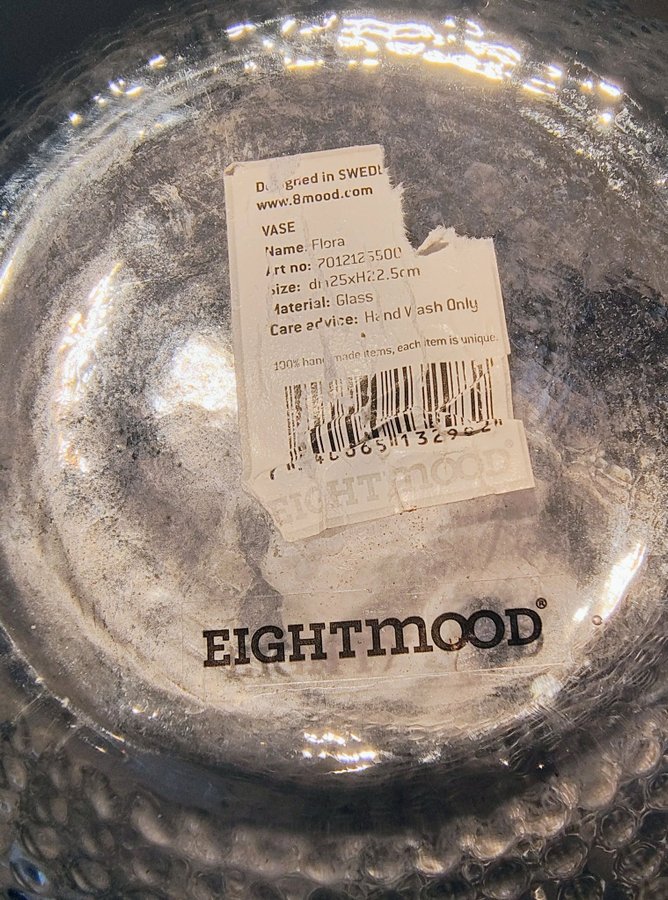 Designed in SWEDE
www.8mood.com
VASE
Name: Flora
Art no: 7012125500
Size: dm25xH22.5cm
Material: Glass
Care advice: Hand Wash Only
100% handmade items, each item is unique.
EIGHTMOOD
EIGHTMOOD®